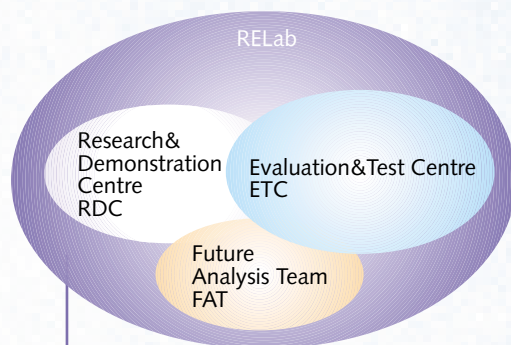 RELab
Research&
Demonstration
Centre
RDC
Evaluation&Test Centre
ETC
Future
Analysis Team
FAT